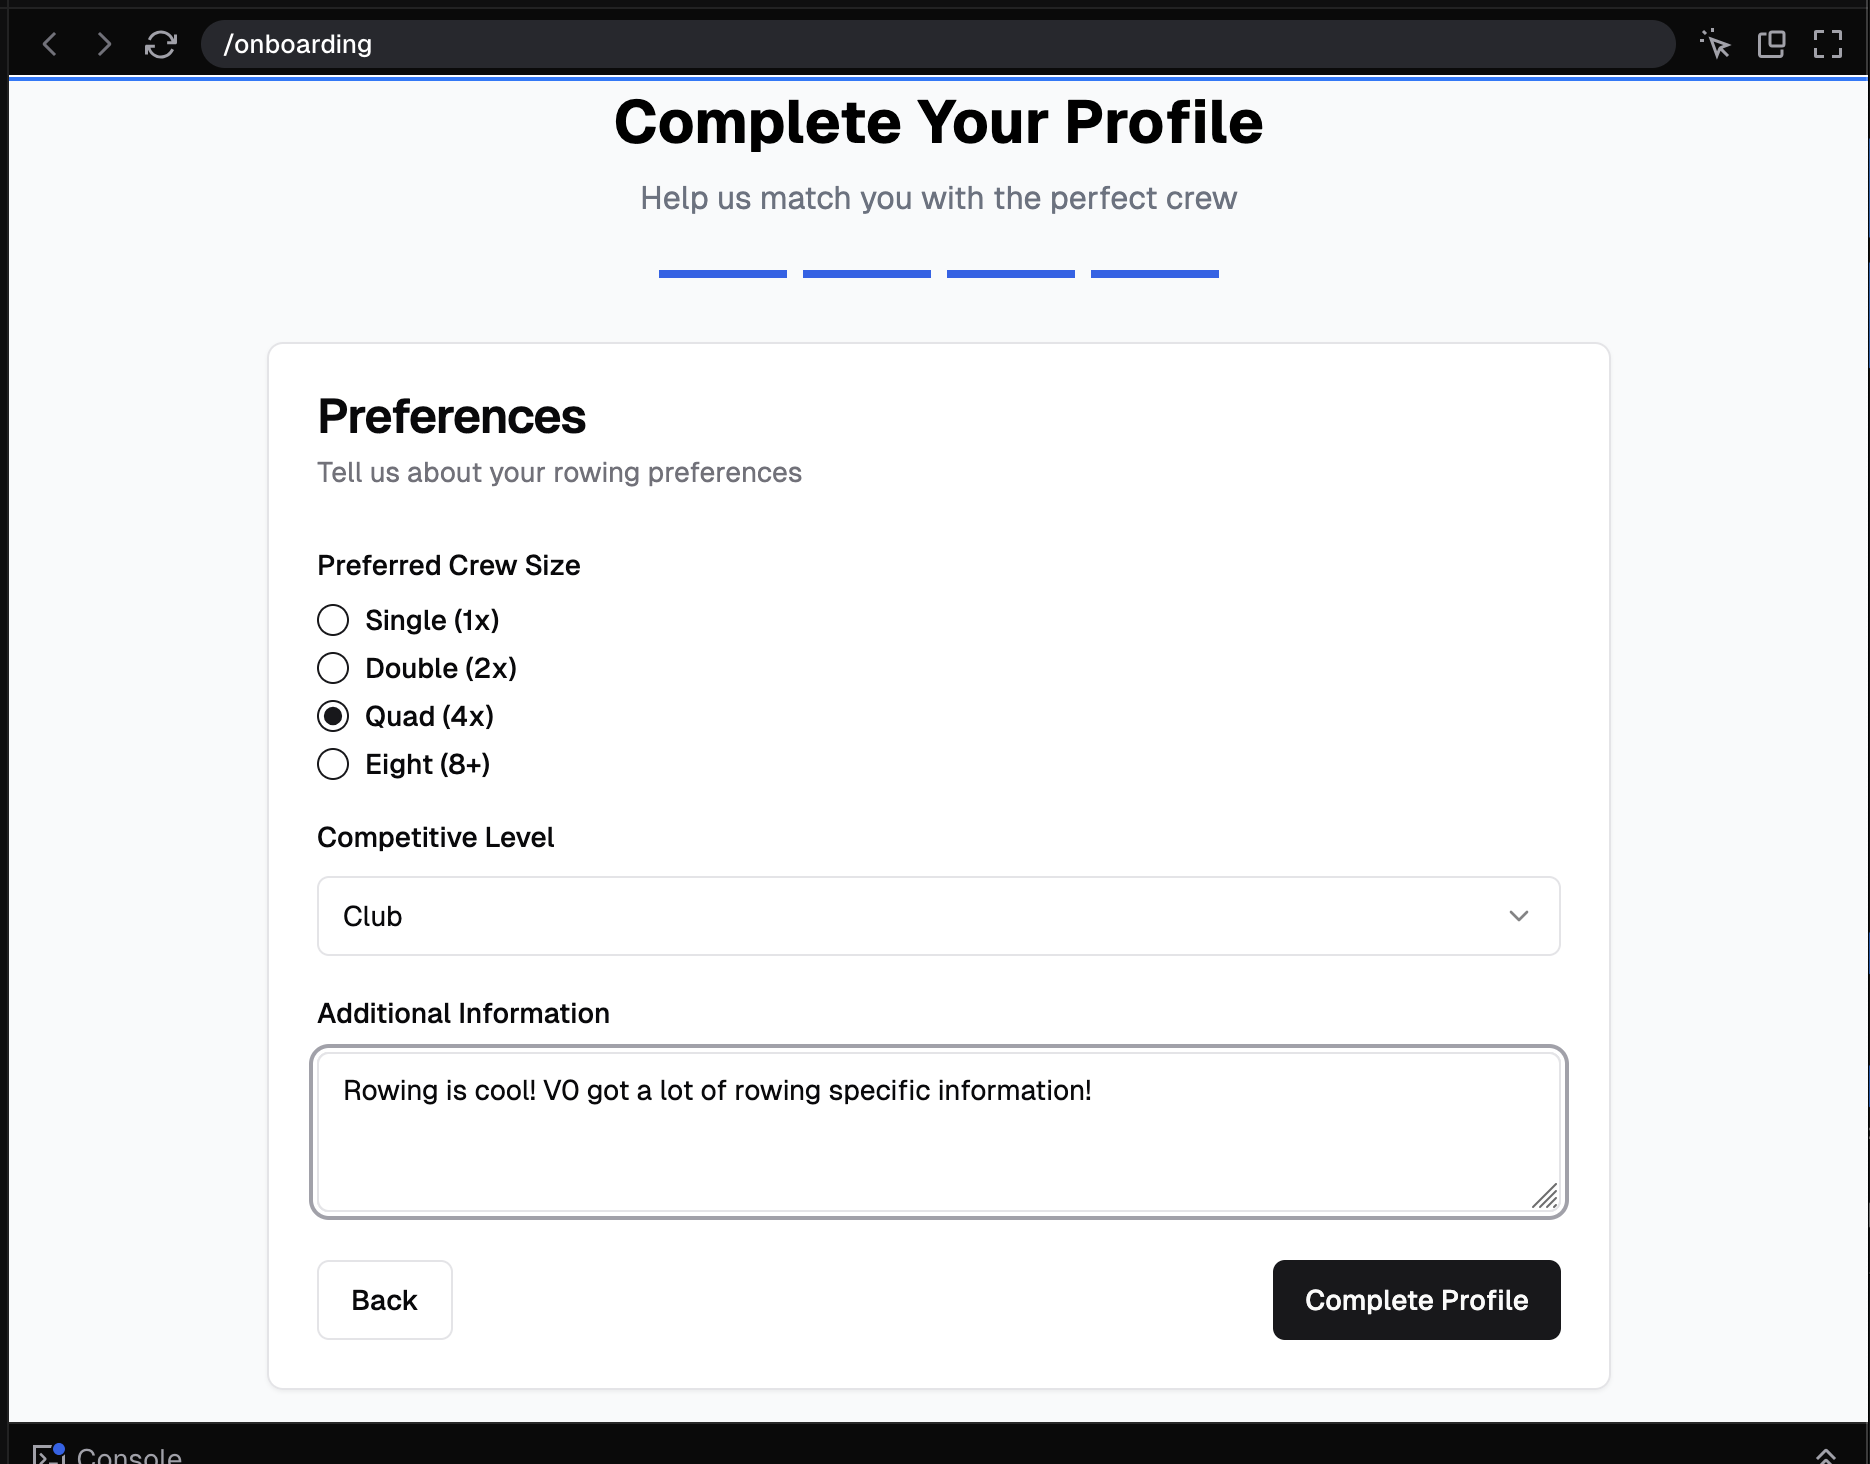 /onboarding
Complete Your Profile
Help us match you with the perfect crew
Preferences
Tell us about your rowing preferences
Preferred Crew Size
Single (1x)
Double (2x)
Quad (4x)
Eight (8+)
Competitive Level
Club
Additional Information
Rowing is cool! V0 got a lot of rowing specific information!
Back
Complete Profile
Console